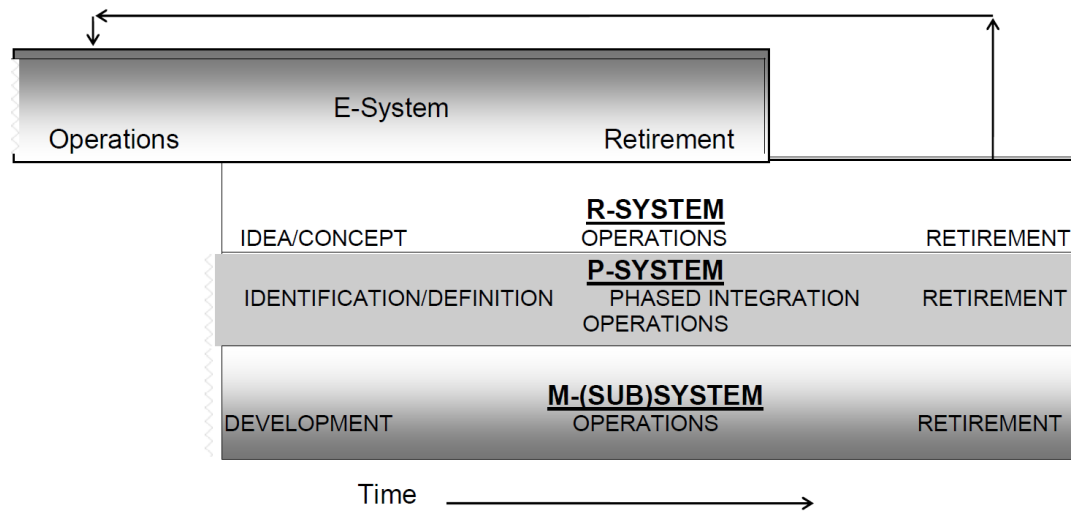 E-System
Operations Retirement
R-SYSTEM
IDEA/CONCEPT OPERATIONS RETIREMENT
P-SYSTEM
IDENTIFICATION/DEFINITION PHASED INTEGRATION RETIREMENT
OPERATIONS
M-(SUB)SYSTEM
DEVELOPMENT OPERATIONS RETIREMENT
Time